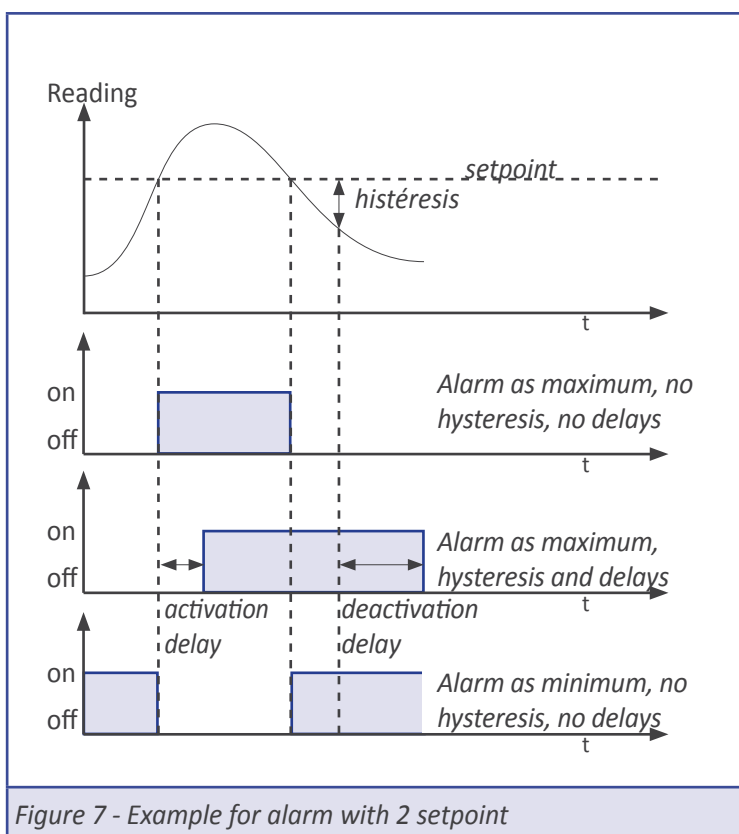 Reading
setpoint
histéresis
t
on
off
Alarm as maximum, no
hysteresis, no delays
t
on
off
Alarm as maximum,
hysteresis and delays
t
activation
delay
deactivation
delay
on
off
Alarm as minimum, no
hysteresis, no delays
t
Figure 7 - Example for alarm with 2 setpoint